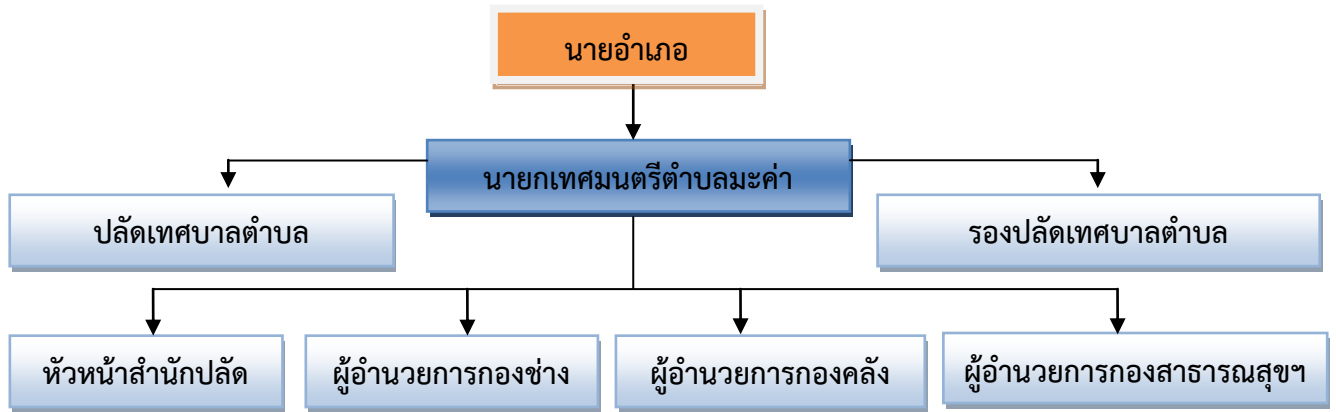 นายอำเภอ
นายกเทศมนตรีตำบลมะค่า
ปลัดเทศบาลตำบล
รองปลัดเทศบาลตำบล
หัวหน้าสำนักปลัด
ผู้อำนวยการกองช่าง
ผู้อำนวยการกองคลัง
ผู้อำนวยการกองสาธารณสุขฯ